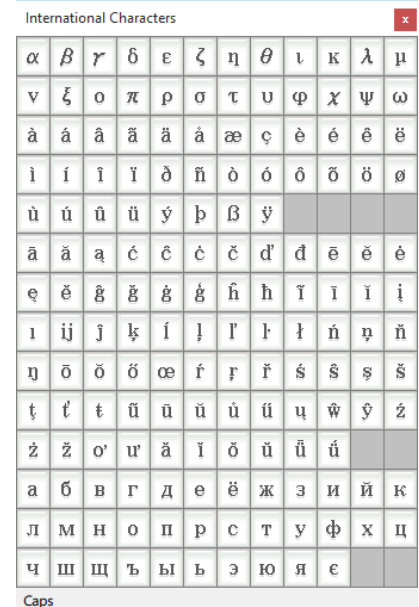 International Characters x
α β γ δ ε ζ η θ ι κ λ μ
ν ξ ο π ρ σ τ υ φ χ ψ ω
à á â ã ä å æ ç è é ê ë
ì í î ï ð ñ ò ó ô õ ö ø
ù ú û ü ý þ ß ÿ
ā ă ą ć ĉ ċ č ď đ ē ĕ ė
ę ě ĝ ğ ġ ģ ĥ ħ ĩ ī ĭ į
ı ij ĵ ķ ĺ ļ ľ ŀ ł ń ņ ň
ŋ ō ŏ ő œ ŕ ŗ ř ś ŝ ş š
ţ ť ŧ ũ ū ŭ ů ű ų ŵ ŷ ź
ż ž ơ ư ǎ ǐ ǒ ǔ ǖ ǘ
а б в г д е ё ж з и й к
л м н о п р с т у ф х ц
ч ш щ ъ ы ь э ю я є
Caps